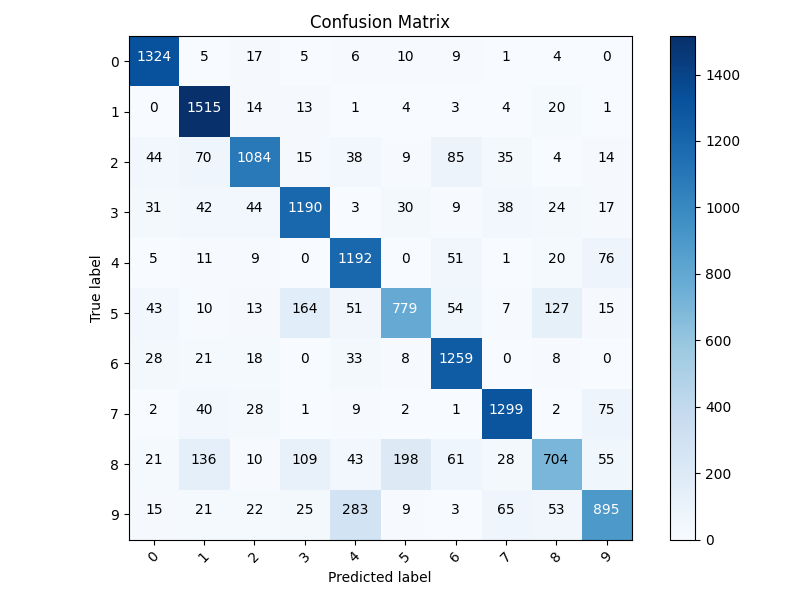 Confusion Matrix
0 1324 5 17 5 6 10 9 1 4 0
1 0 1515 14 13 1 4 3 4 20 1
2 44 70 1084 15 38 9 85 35 4 14
3 31 42 44 1190 3 30 9 38 24 17
4 5 11 9 0 1192 0 51 1 20 76
5 43 10 13 164 51 779 54 7 127 15
6 28 21 18 0 33 8 1259 0 8 0
7 2 40 28 1 9 2 1 1299 2 75
8 21 136 10 109 43 198 61 28 704 55
9 15 21 22 25 283 9 3 65 53 895
0 1 2 3 4 5 6 7 8 9
Predicted label
True label
1400
1200
1000
800
600
400
200
0